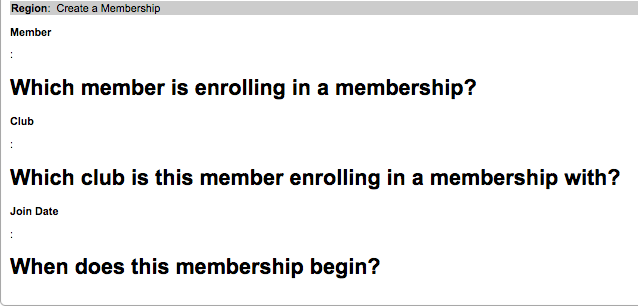 Region: Create a Membership
Member
:
Which member is enrolling in a membership?
Club
:
Which club is this member enrolling in a membership with?
Join Date
:
When does this membership begin?